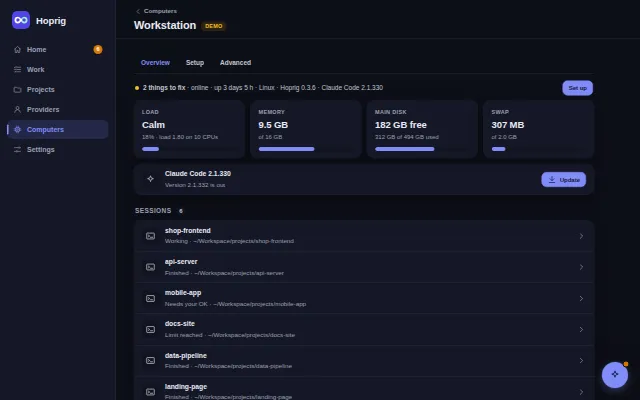 Hoprig
Home 6
Work
Projects
Providers
Computers
Settings
Computers
Workstation DEMO
Overview Setup Advanced
2 things to fix · online · up 3 days 5 h · Linux · Hoprig 0.3.6 · Claude Code 2.1.330
Set up
LOAD
Calm
18% · load 1.80 on 10 CPUs
MEMORY
9.5 GB
of 16 GB
MAIN DISK
182 GB free
312 GB of 494 GB used
SWAP
307 MB
of 2.0 GB
Claude Code 2.1.330
Version 2.1.332 is out
Update
SESSIONS 6
shop-frontend
Working · ~/Workspace/projects/shop-frontend
api-server
Finished · ~/Workspace/projects/api-server
mobile-app
Needs your OK · ~/Workspace/projects/mobile-app
docs-site
Limit reached · ~/Workspace/projects/docs-site
data-pipeline
Finished · ~/Workspace/projects/data-pipeline
landing-page
Finished · ~/Workspace/projects/landing-page